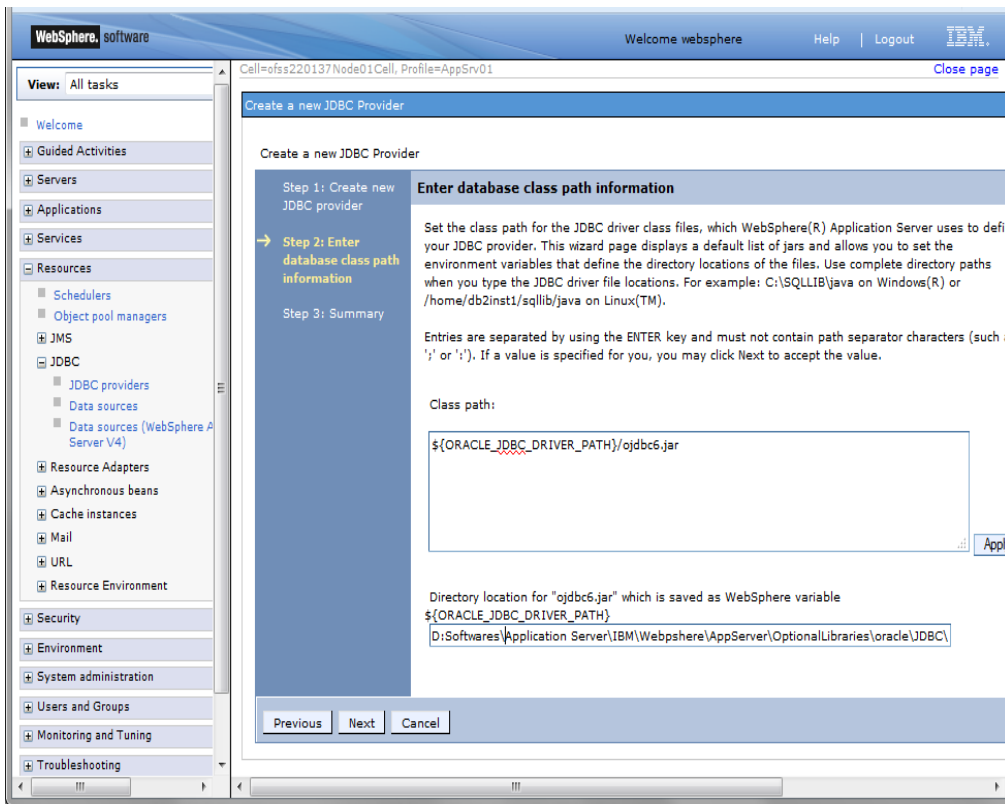 WebSphere. software
Welcome websphere
Help | Logout
IBM.
View: All tasks
Cell=ofss220137Node01Cell, Profile=AppSrv01
Close page
Welcome
Guided Activities
Servers
Applications
Services
Resources
Schedulers
Object pool managers
JMS
JDBC
JDBC providers
Data sources
Data sources (WebSphere A
Server V4)
Resource Adapters
Asynchronous beans
Cache instances
Mail
URL
Resource Environment
Security
Environment
System administration
Users and Groups
Monitoring and Tuning
Troubleshooting
Create a new JDBC Provider
Create a new JDBC Provider
Step 1: Create new
JDBC provider
Step 2: Enter
database class path
information
Step 3: Summary
Enter database class path information
Set the class path for the JDBC driver class files, which WebSphere(R) Application Server uses to defi
your JDBC provider. This wizard page displays a default list of jars and allows you to set the
environment variables that define the directory locations of the files. Use complete directory paths
when you type the JDBC driver file locations. For example: C:\SQLLIB\java on Windows(R) or
/home/db2inst1/sqllib/java on Linux(TM).
Entries are separated by using the ENTER key and must not contain path separator characters (such a
';' or ':'). If a value is specified for you, you may click Next to accept the value.
Class path:
${ORACLE_JDBC_DRIVER_PATH}/ojdbc6.jar
Appl
Directory location for "ojdbc6.jar" which is saved as WebSphere variable
${ORACLE_JDBC_DRIVER_PATH}
D:Softwares\Application Server\IBM\Webpshere\AppServer\OptionalLibraries\oracle\JDBC\
Previous
Next
Cancel